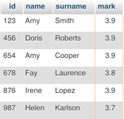 id name surname mark
123 Amy Smith 3.9
456 Doris Roberts 3.9
654 Amy Cooper 3.9
678 Fay Laurence 3.8
876 Irene Lopez 3.9
987 Helen Karlson 3.7